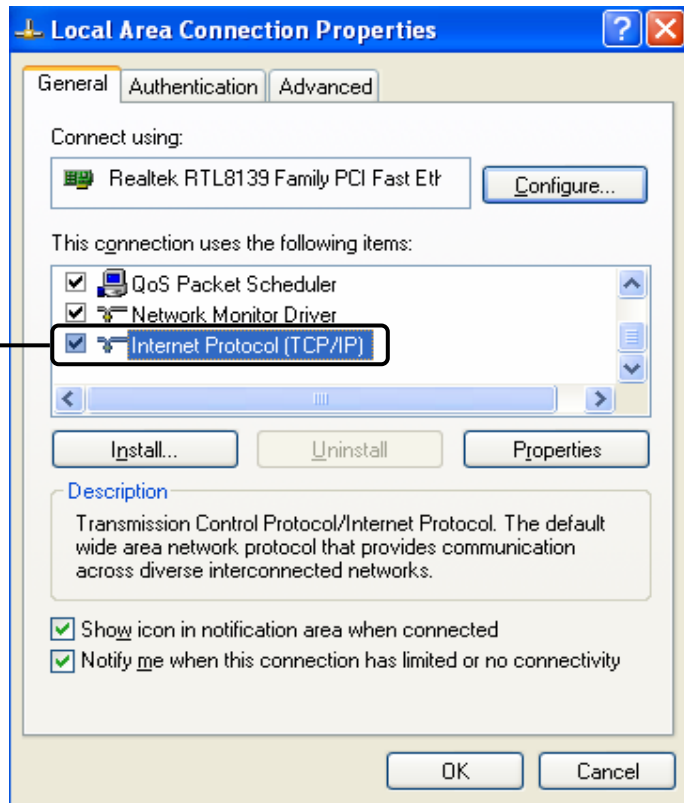 Local Area Connection Properties
General Authentication Advanced
Connect using:
Realtek RTL8139 Family PCI Fast Eth
Configure...
This connection uses the following items:
QoS Packet Scheduler
Network Monitor Driver
Internet Protocol (TCP/IP)
Install... Uninstall Properties
Description
Transmission Control Protocol/Internet Protocol. The default
wide area network protocol that provides communication
across diverse interconnected networks.
Show icon in notification area when connected
Notify me when this connection has limited or no connectivity
OK Cancel